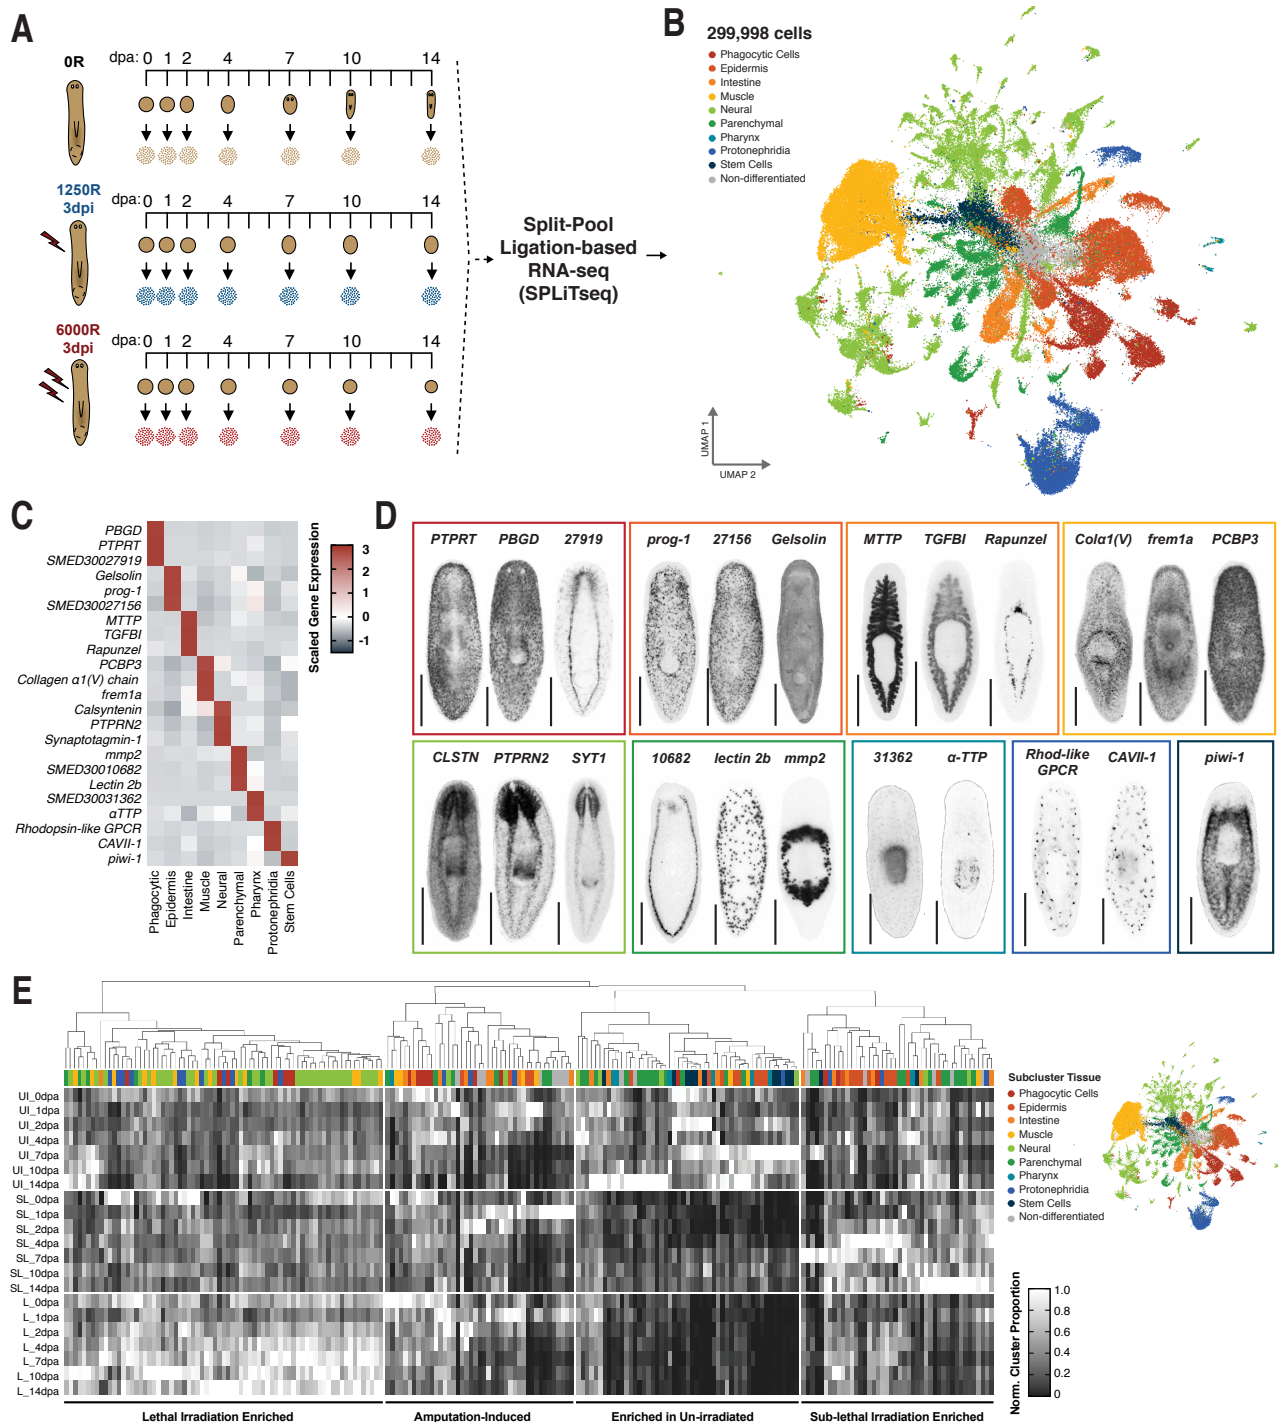 A
0R
dpa: 0 1 2 4 7 10 14
1250R
3dpi
dpa: 0 1 2 4 7 10 14
6000R
3dpi
dpa: 0 1 2 4 7 10 14
Split-Pool
Ligation-based
RNA-seq
(SPLiTseq)
B
299,998 cells
Phagocytic Cells
Epidermis
Intestine
Muscle
Neural
Parenchymal
Pharynx
Protonephridia
Stem Cells
Non-differentiated
UMAP 1
UMAP 2
C
PBGD
PTPRT
SMED30027919
Gelsolin
prog-1
SMED30027156
MTTP
TGFBI
Rapunzel
PCBP3
Collagen α1(V) chain
frem1a
Calsyntenin
PTPRN2
Synaptotagmin-1
mmp2
SMED30010682
Lectin 2b
SMED30031362
αTTP
Rhodopsin-like GPCR
CAVII-1
piwi-1
Phagocytic
Epidermis
Intestine
Muscle
Neural
Parenchymal
Pharynx
Protonephridia
Stem Cells
Scaled Gene Expression
3
2
1
0
-1
D
PTPRT PBGD 27919
prog-1 27156 Gelsolin
MTTP TGFBI Rapunzel
Colα1(V) frem1a PCBP3
CLSTN PTPRN2 SYT1
10682 lectin 2b mmp2
31362 α-TTP
Rhod-like
GPCR CAVII-1
piwi-1
E
UI_0dpa
UI_1dpa
UI_2dpa
UI_4dpa
UI_7dpa
UI_10dpa
UI_14dpa
SL_0dpa
SL_1dpa
SL_2dpa
SL_4dpa
SL_7dpa
SL_10dpa
SL_14dpa
L_0dpa
L_1dpa
L_2dpa
L_4dpa
L_7dpa
L_10dpa
L_14dpa
Lethal Irradiation Enriched
Amputation-Induced
Enriched in Un-irradiated
Sub-lethal Irradiation Enriched
Subcluster Tissue
Phagocytic Cells
Epidermis
Intestine
Muscle
Neural
Parenchymal
Pharynx
Protonephridia
Stem Cells
Non-differentiated
Norm. Cluster Proportion
1.0
0.8
0.6
0.4
0.2
0